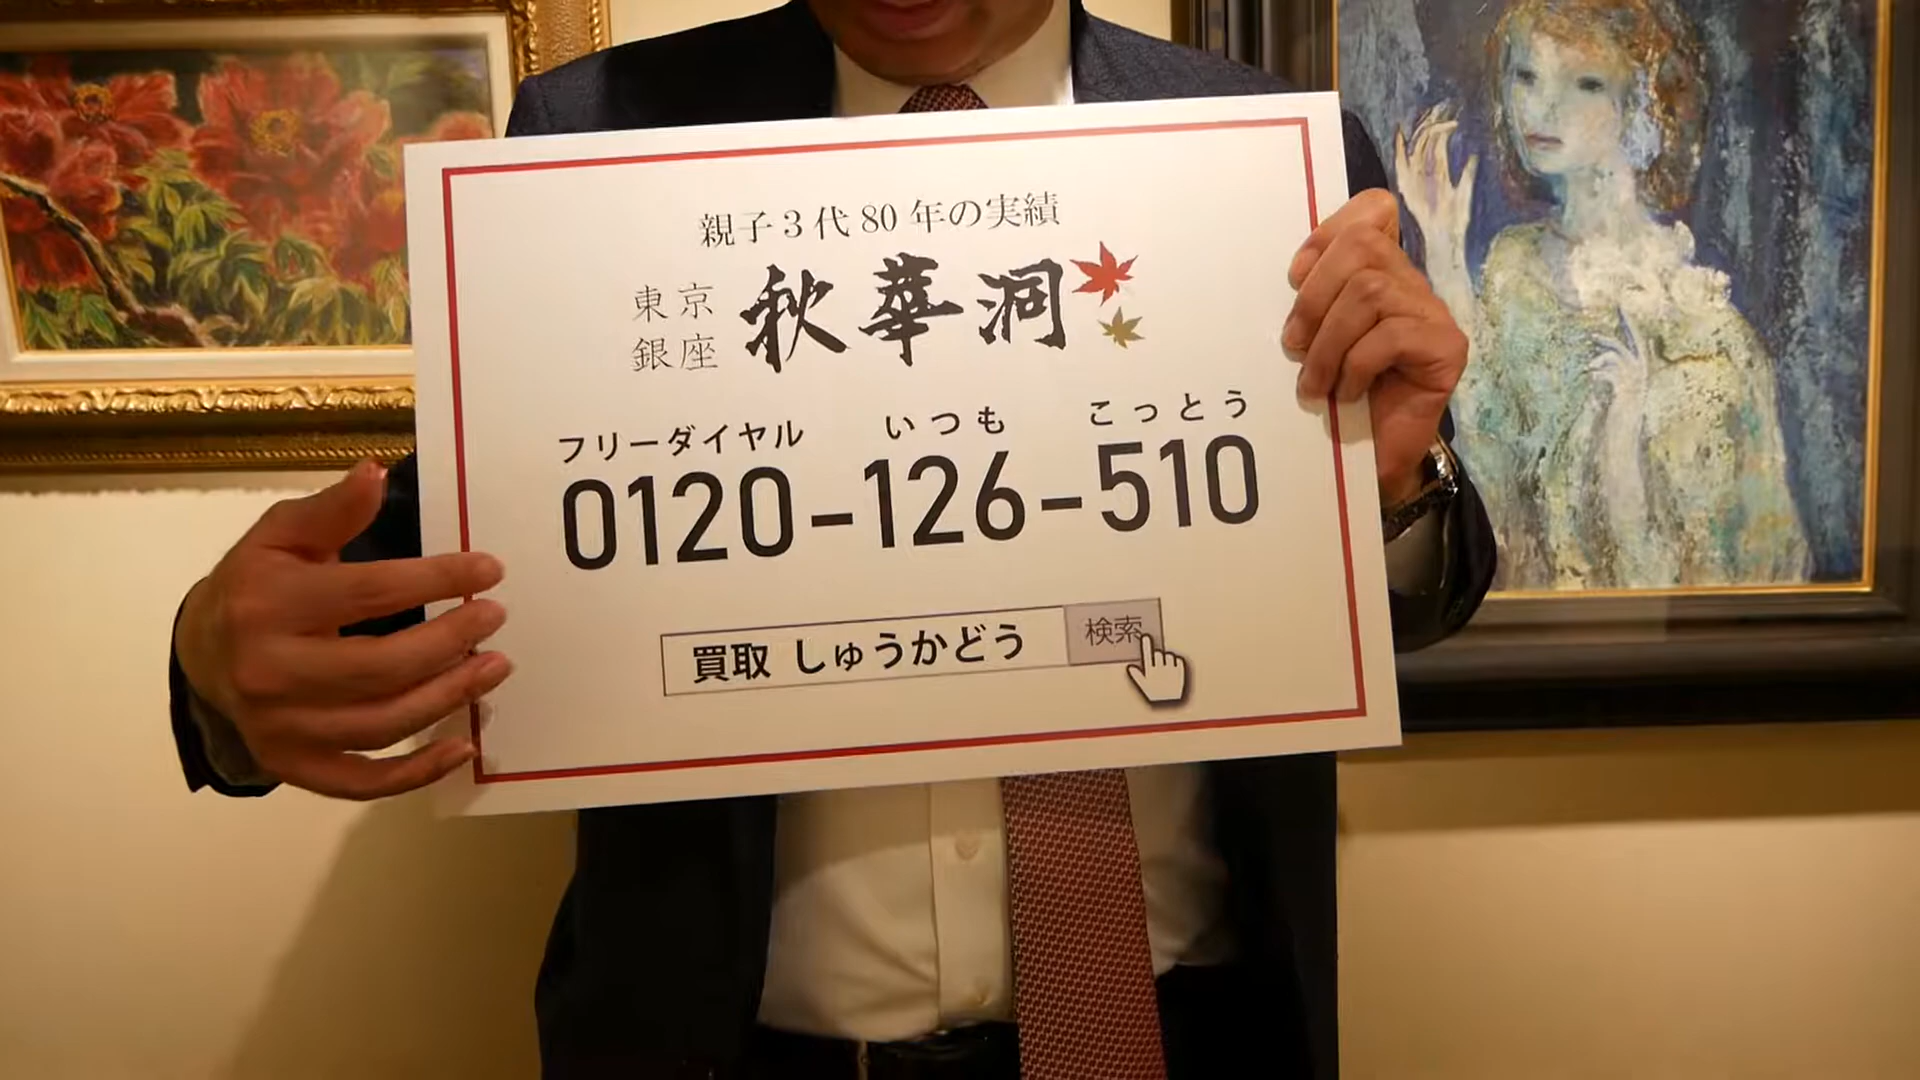 親子3代80年の実績
東京
銀座
秋華洞
フリーダイヤル いつも こっとう
0120-126-510
買取 しゅうかどう 検索